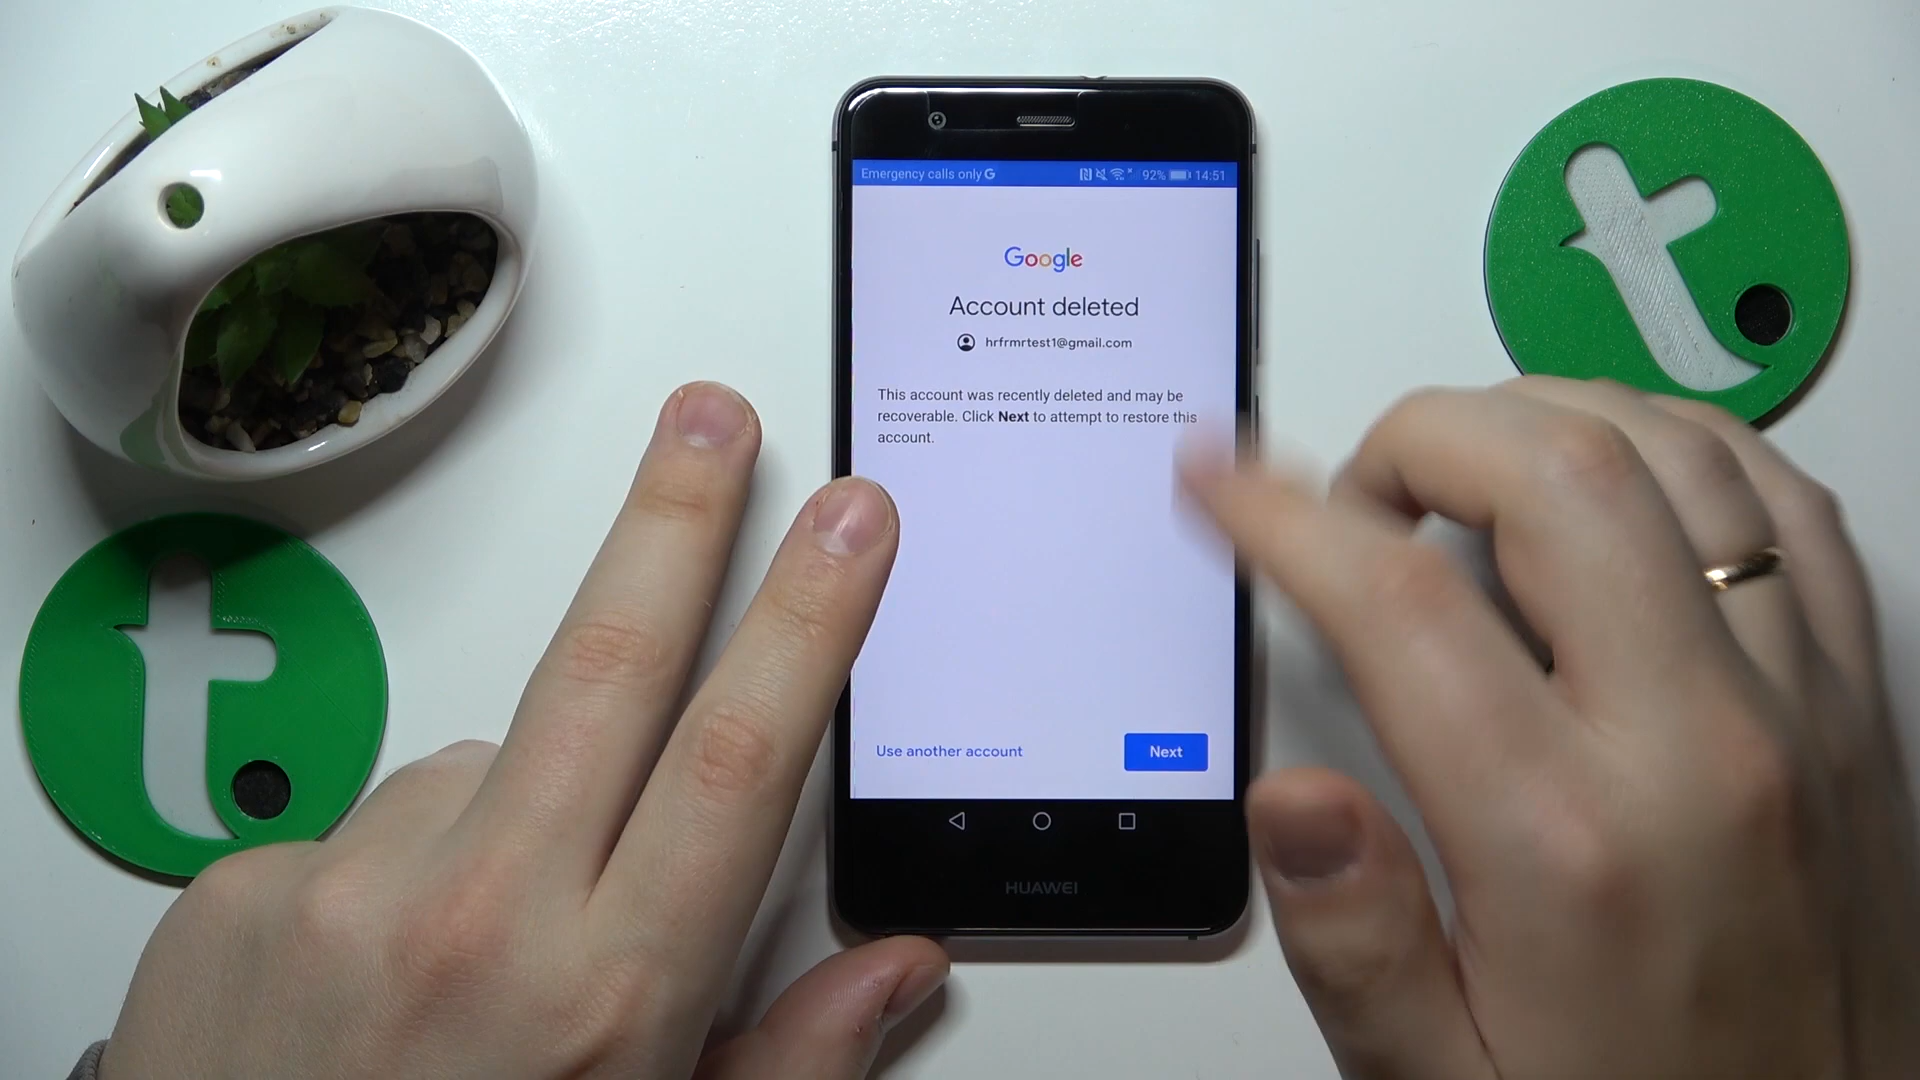 Emergency calls only G 92% 14:51
Google
Account deleted
hrfrmrtest1@gmail.com
This account was recently deleted and may be
recoverable. Click Next to attempt to restore this
account.
Use another account
Next
HUAWEI
t.
t.